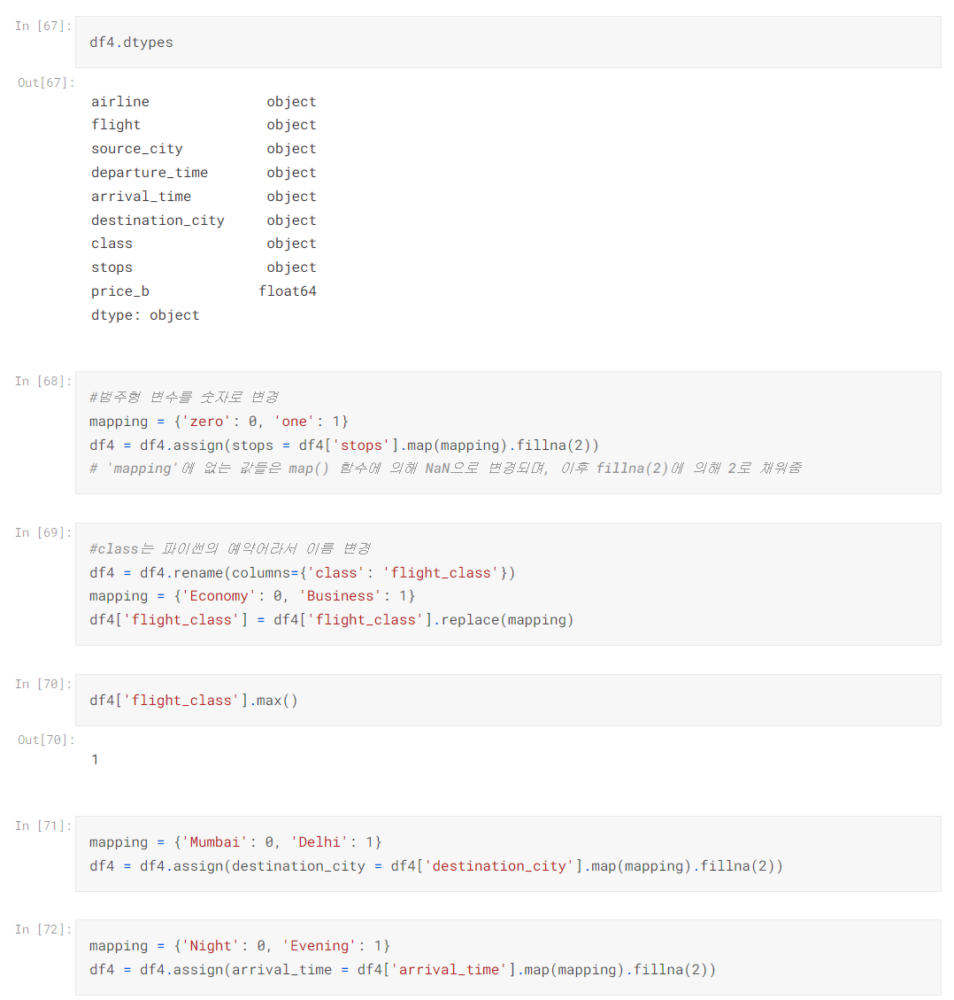 In [67]:
df4.dtypes
Out[67]:
airline object
flight object
source_city object
departure_time object
arrival_time object
destination_city object
class object
stops object
price_b float64
dtype: object
In [68]:
#범주형 변수를 숫자로 변경
mapping = {'zero': 0, 'one': 1}
df4 = df4.assign(stops = df4['stops'].map(mapping).fillna(2))
# 'mapping'에 없는 값들은 map() 함수에 의해 NaN으로 변경되며, 이후 fillna(2)에 의해 2로 채워줌
In [69]:
#class는 파이썬의 예약어라서 이름 변경
df4 = df4.rename(columns={'class': 'flight_class'})
mapping = {'Economy': 0, 'Business': 1}
df4['flight_class'] = df4['flight_class'].replace(mapping)
In [70]:
df4['flight_class'].max()
Out[70]:
1
In [71]:
mapping = {'Mumbai': 0, 'Delhi': 1}
df4 = df4.assign(destination_city = df4['destination_city'].map(mapping).fillna(2))
In [72]:
mapping = {'Night': 0, 'Evening': 1}
df4 = df4.assign(arrival_time = df4['arrival_time'].map(mapping).fillna(2))